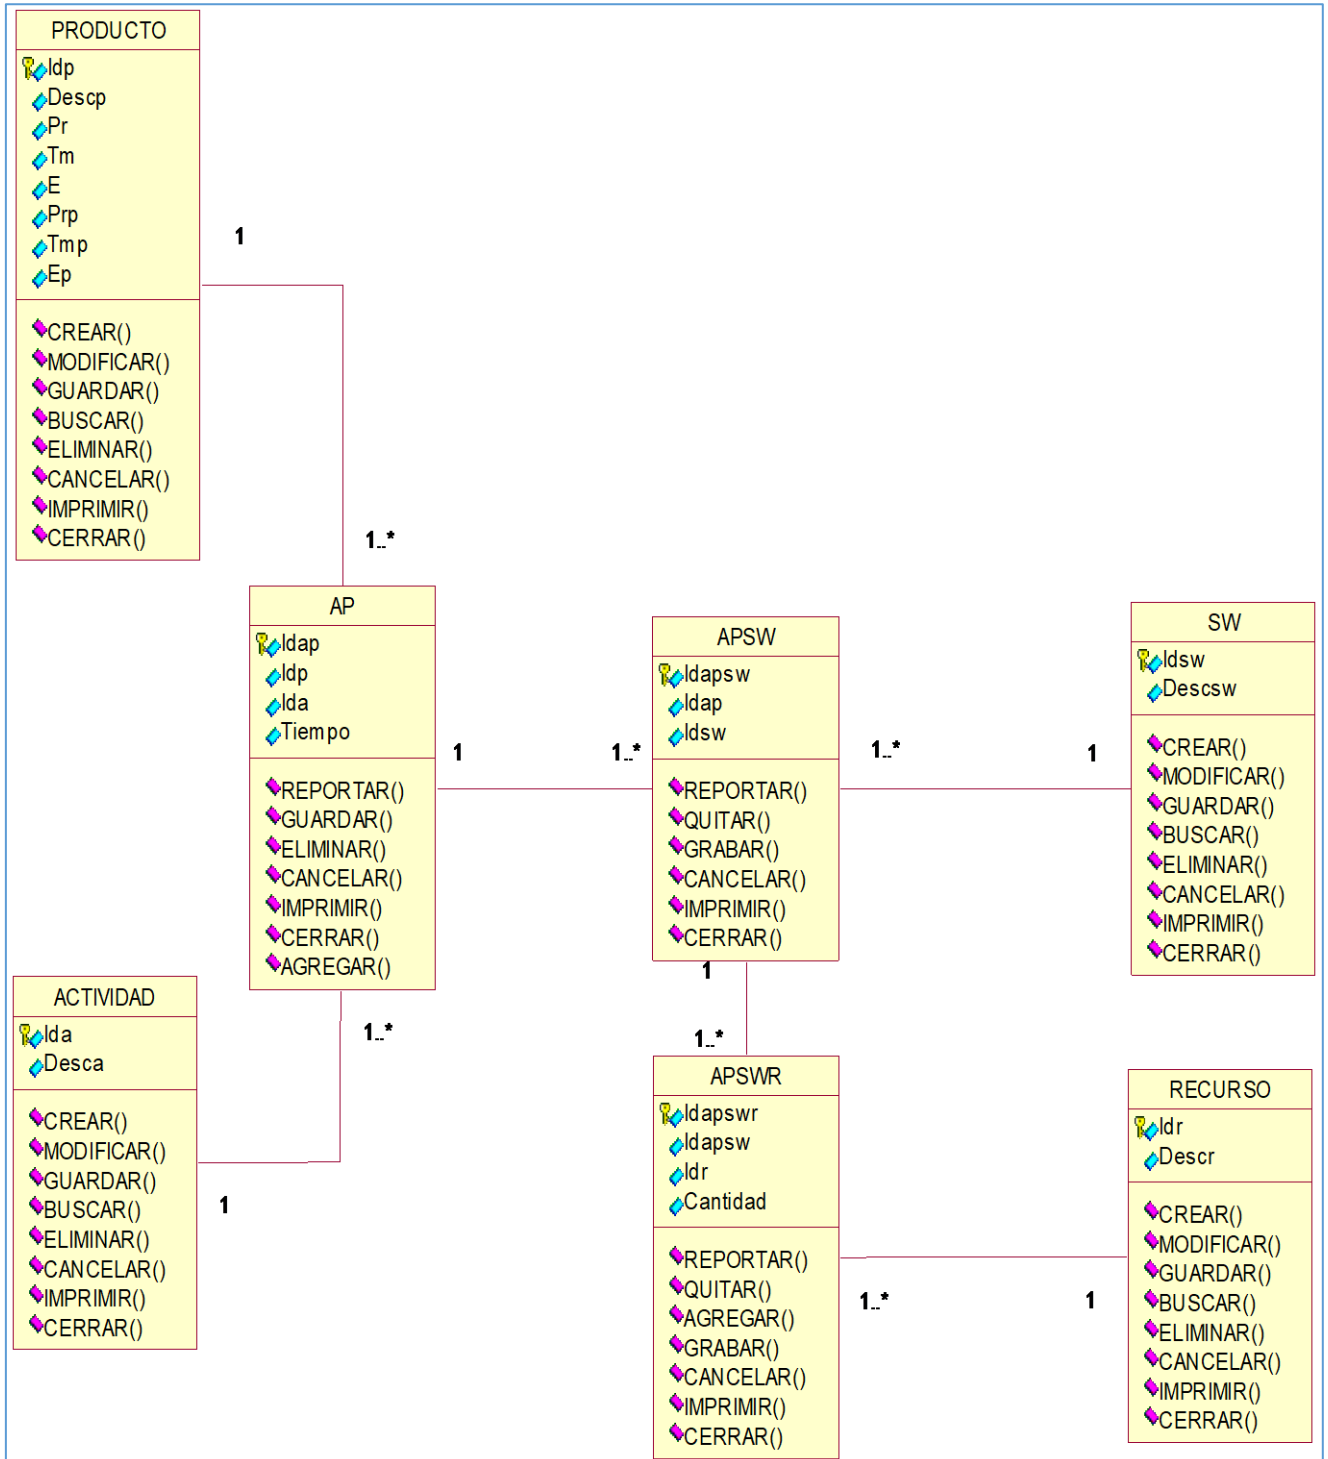 PRODUCTO
Idp
Descp
Pr
Tm
E
Prp
Tmp
Ep
CREAR()
MODIFICAR()
GUARDAR()
BUSCAR()
ELIMINAR()
CANCELAR()
IMPRIMIR()
CERRAR()
1
1..*
AP
Idap
Idp
Ida
Tiempo
REPORTAR()
GUARDAR()
ELIMINAR()
CANCELAR()
IMPRIMIR()
CERRAR()
AGREGAR()
1
1..*
APSW
Idapsw
Idap
Idsw
REPORTAR()
QUITAR()
GRABAR()
CANCELAR()
IMPRIMIR()
CERRAR()
1..*
1
SW
Idsw
Descsw
CREAR()
MODIFICAR()
GUARDAR()
BUSCAR()
ELIMINAR()
CANCELAR()
IMPRIMIR()
CERRAR()
ACTIVIDAD
Ida
Desca
CREAR()
MODIFICAR()
GUARDAR()
BUSCAR()
ELIMINAR()
CANCELAR()
IMPRIMIR()
CERRAR()
1..*
1
1
1..*
APSWR
Idapswr
Idapsw
Idr
Cantidad
REPORTAR()
QUITAR()
AGREGAR()
GRABAR()
CANCELAR()
IMPRIMIR()
CERRAR()
1..*
1
RECURSO
Idr
Descr
CREAR()
MODIFICAR()
GUARDAR()
BUSCAR()
ELIMINAR()
CANCELAR()
IMPRIMIR()
CERRAR()